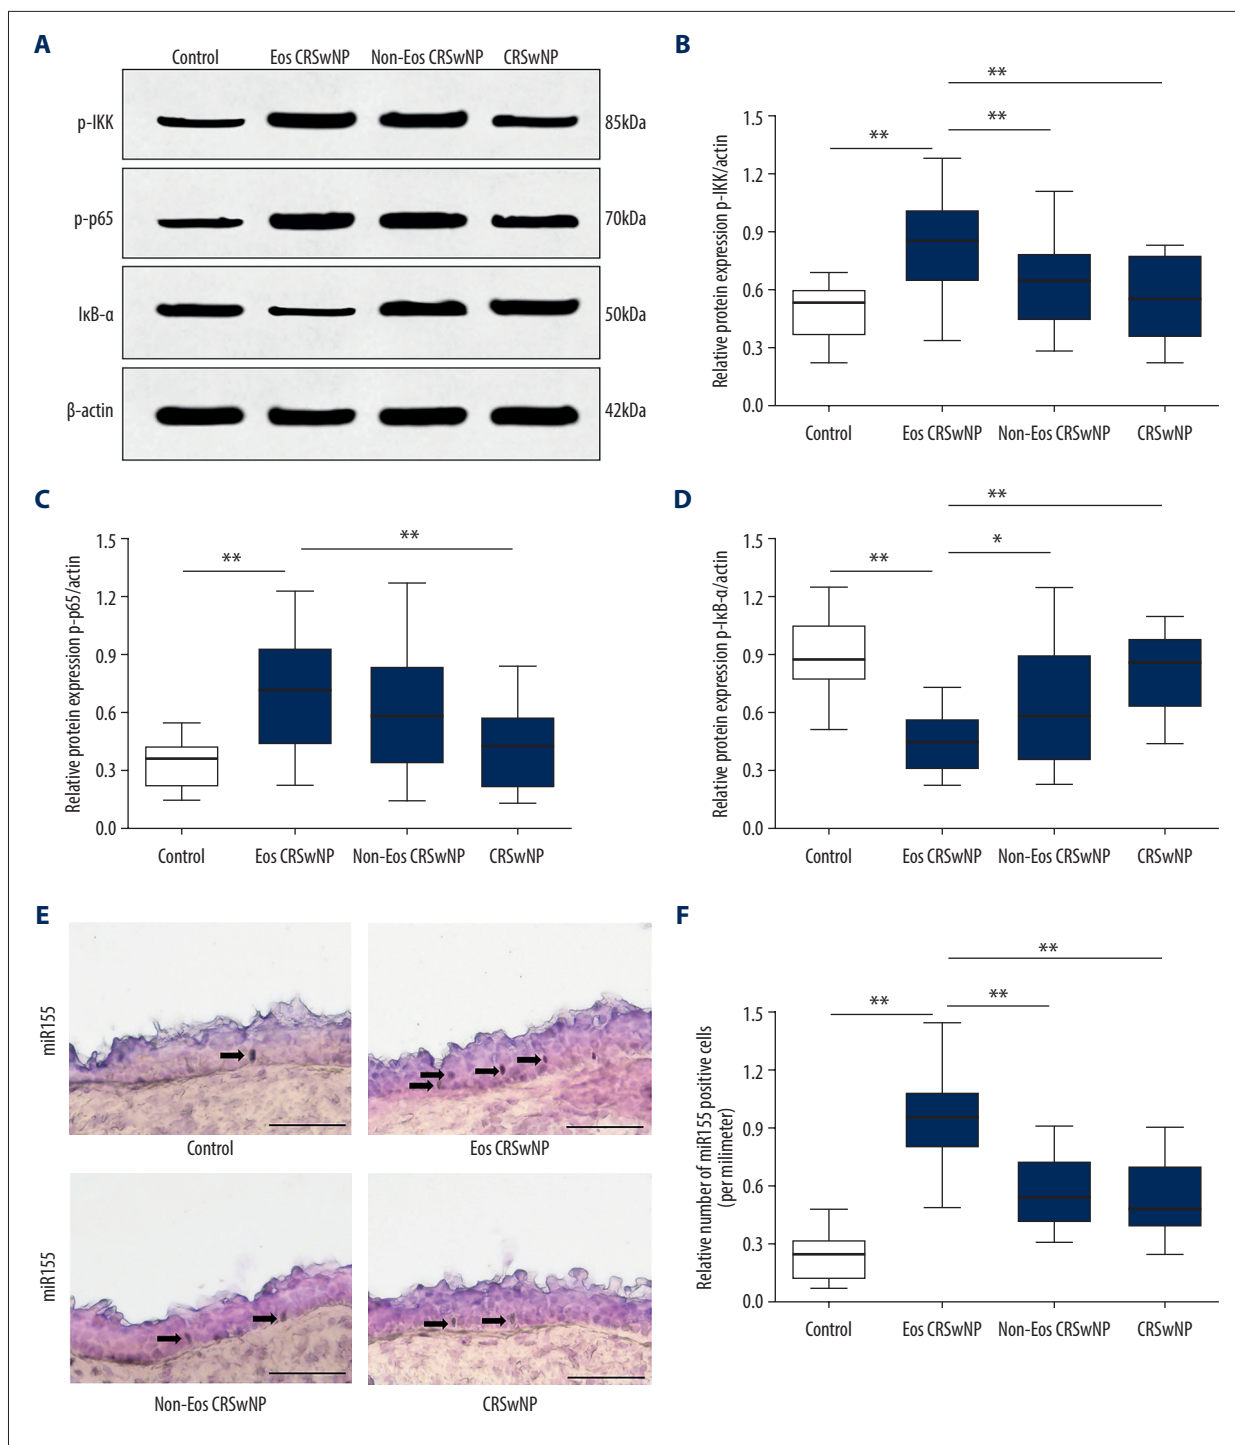 A
Control Eos CRSwNP Non-Eos CRSwNP CRSwNP
p-IKK 85kDa
p-p65 70kDa
IκB-α 50kDa
β-actin 42kDa
B
**
** **
Relative protein expression p-IKK/actin
1.5
1.2
0.9
0.6
0.3
0.0
Control Eos CRSwNP Non-Eos CRSwNP CRSwNP
C
**
**
Relative protein expression p-p65/actin
1.5
1.2
0.9
0.6
0.3
0.0
Control Eos CRSwNP Non-Eos CRSwNP CRSwNP
D
**
** *
Relative protein expression p-IκB-α/actin
1.5
1.2
0.9
0.6
0.3
0.0
Control Eos CRSwNP Non-Eos CRSwNP CRSwNP
E
miR155
Control Eos CRSwNP
miR155
Non-Eos CRSwNP CRSwNP
F
**
** **
Relative number of miR155 positive cells
(per milimeter)
1.5
1.2
0.9
0.6
0.3
0.0
Control Eos CRSwNP Non-Eos CRSwNP CRSwNP